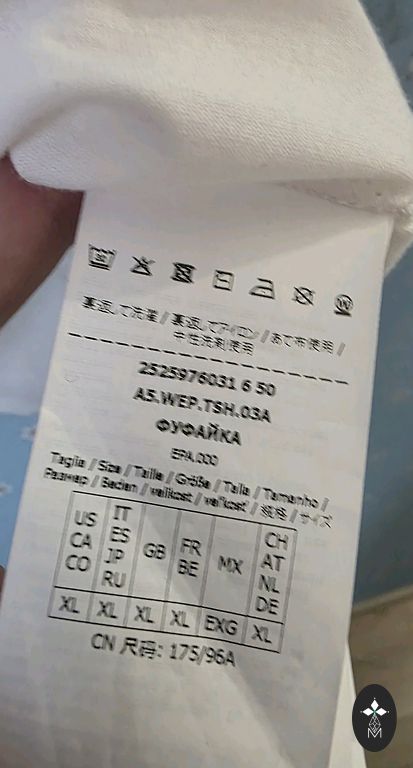 裏返して洗濯 / 裏返してアイロン / あて布使用 /
中性洗剤使用
2525976031 6 50
A5.WEP.TSH.03A
ФУФАЙКА
EPA.000
Taglia / Size / Taille / Größe / Talla / Tamanho /
Размер / Beden / velikost / veľkosť / 规格 / サイズ
US CA CO IT ES JP RU GB FR BE MX CH AT NL DE
XL XL XL XL EXG XL
CN 尺码: 175/96A
M